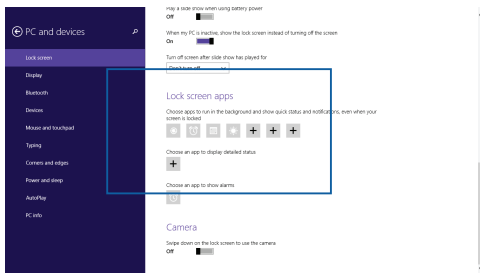 PC and devices
Lock screen
Display
Bluetooth
Devices
Mouse and touchpad
Typing
Corners and edges
Power and sleep
AutoPlay
PC info
Play a slide show when using battery power
Off
When my PC is inactive, show the lock screen instead of turning off the screen
On
Turn off screen after slide show has played for
Don't turn off
Lock screen apps
Choose apps to run in the background and show quick status and notifications, even when your
screen is locked
Choose an app to display detailed status
Choose an app to show alarms
Camera
Swipe down on the lock screen to use the camera
Off